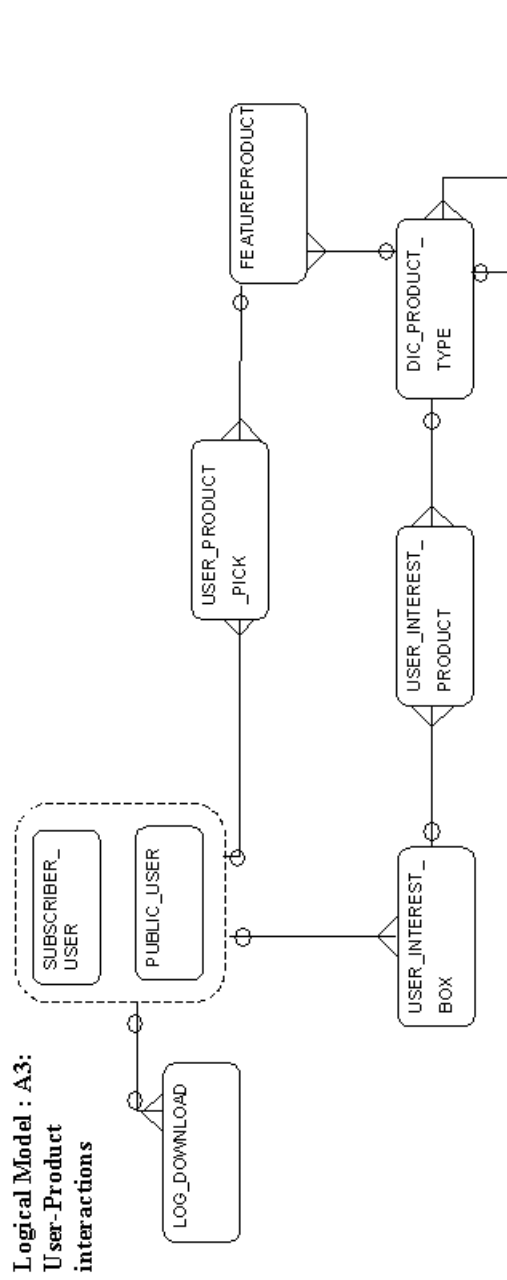 Logical Model : A3:
User-Product
interactions
SUBSCRIBER_
USER
PUBLIC_USER
LOG_DOWNLOAD
USER_PRODUCT
_PICK
FEATUREPRODUCT
USER_INTEREST_
BOX
USER_INTEREST_
PRODUCT
DIC_PRODUCT_
TYPE